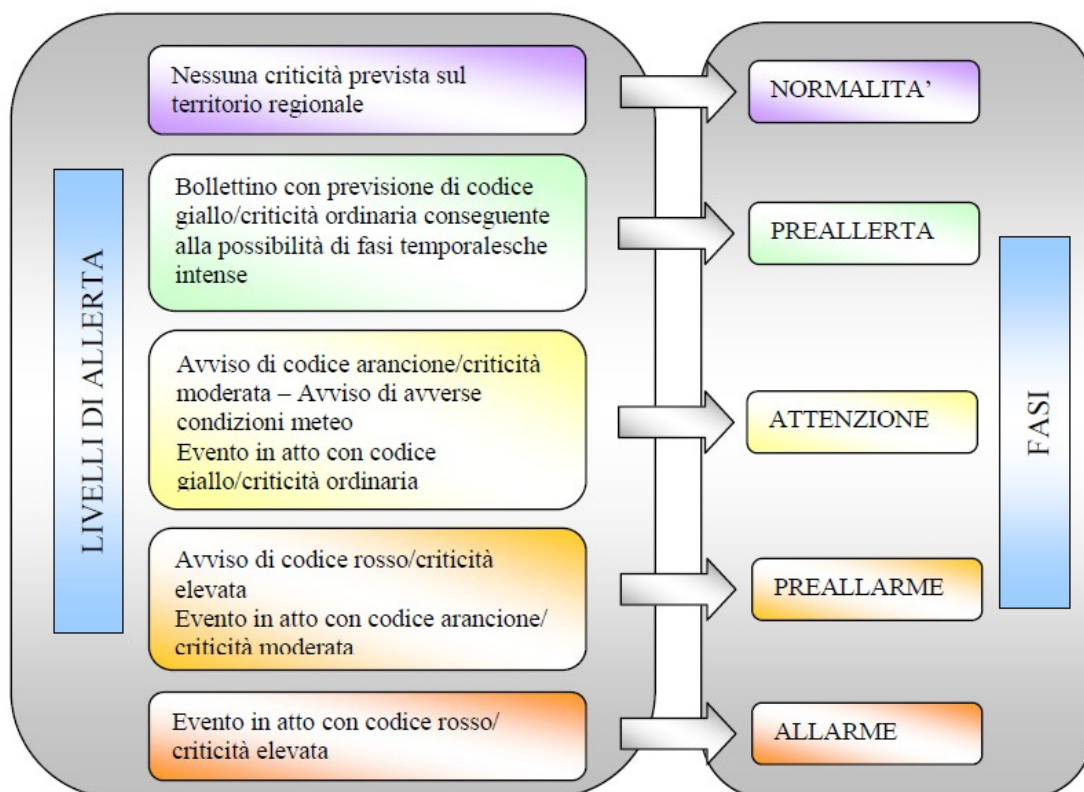 Nessuna criticità prevista sul
territorio regionale
NORMALITA’
LIVELLI DI ALLERTA
Bollettino con previsione di codice
giallo/criticità ordinaria conseguente
alla possibilità di fasi temporalesche
intense
PREALLERTA
FASI
Avviso di codice arancione/criticità
moderata – Avviso di avverse
condizioni meteo
Evento in atto con codice
giallo/criticità ordinaria
ATTENZIONE
Avviso di codice rosso/criticità
elevata
Evento in atto con codice arancione/
criticità moderata
PREALLARME
Evento in atto con codice rosso/
criticità elevata
ALLARME